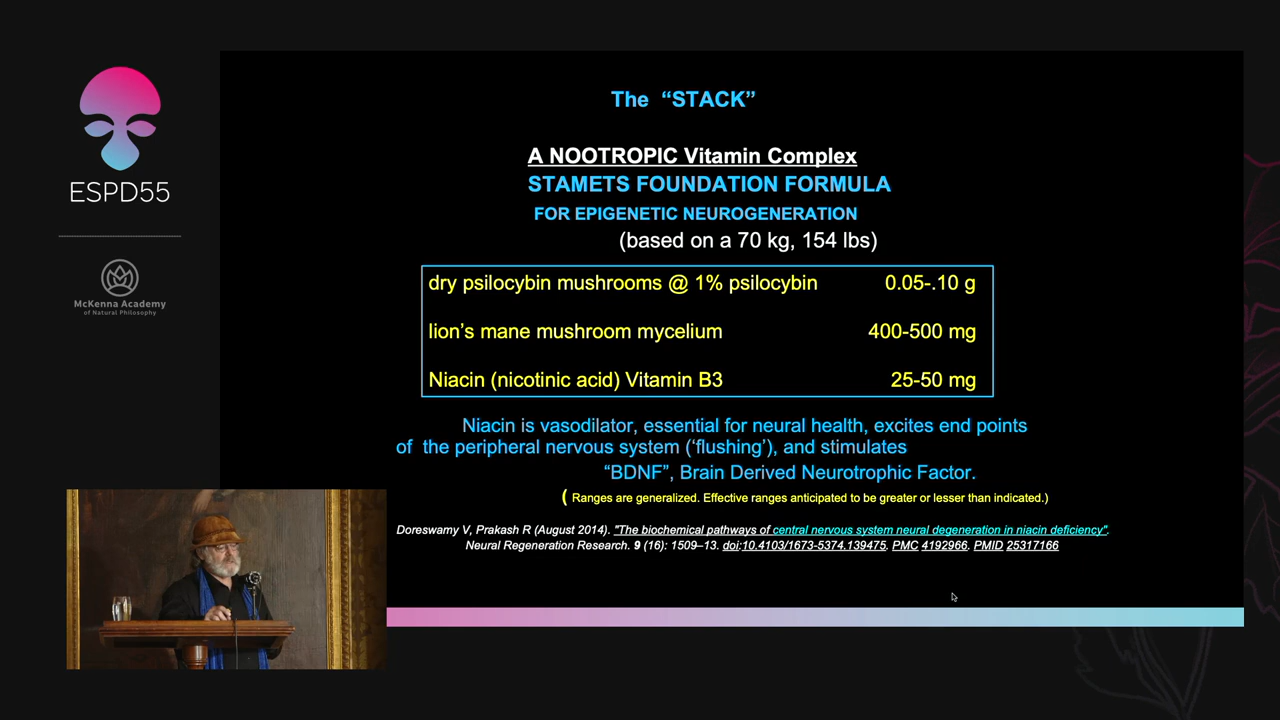 ESPD55
McKenna Academy
of Natural Philosophy
The “STACK”
A NOOTROPIC Vitamin Complex
STAMETS FOUNDATION FORMULA
FOR EPIGENETIC NEUROGENERATION
(based on a 70 kg, 154 lbs)
dry psilocybin mushrooms @ 1% psilocybin 0.05-.10 g
lion’s mane mushroom mycelium 400-500 mg
Niacin (nicotinic acid) Vitamin B3 25-50 mg
Niacin is vasodilator, essential for neural health, excites end points
of the peripheral nervous system (‘flushing’), and stimulates
“BDNF”, Brain Derived Neurotrophic Factor.
( Ranges are generalized. Effective ranges anticipated to be greater or lesser than indicated.)
Doreswamy V, Prakash R (August 2014). "The biochemical pathways of central nervous system neural degeneration in niacin deficiency".
Neural Regeneration Research. 9 (16): 1509–13. doi:10.4103/1673-5374.139475. PMC 4192966. PMID 25317166